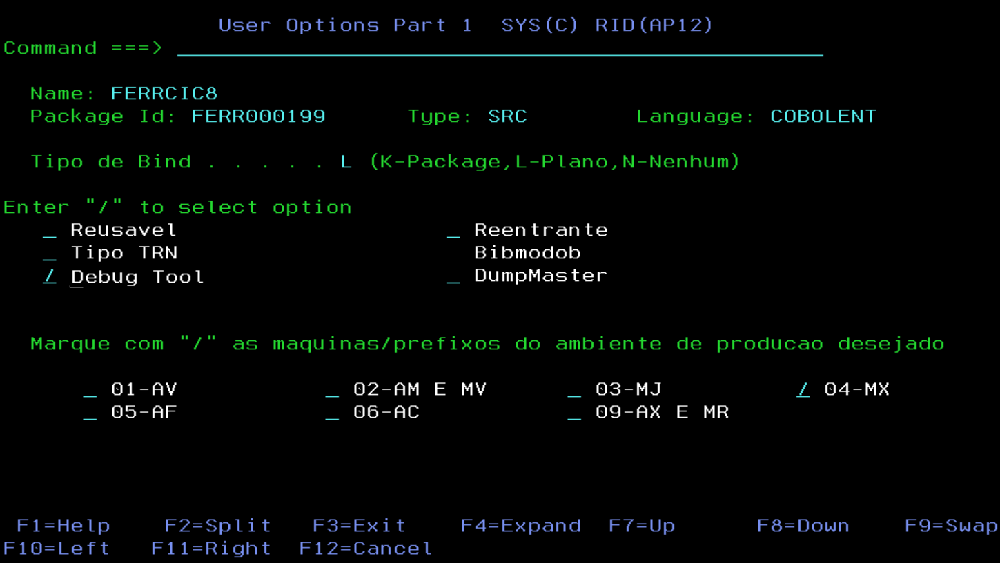 User Options Part 1 SYS(C) RID(AP12)
Command ===> ________________________________________________
Name: FERRCIC8
Package Id: FERR000199 Type: SRC Language: COBOLENT
Tipo de Bind . . . . . L (K-Package,L-Plano,N-Nenhum)
Enter "/" to select option
_ Reusavel _ Reentrante
_ Tipo TRN Bibmodob
/ Debug Tool _ DumpMaster
Marque com "/" as maquinas/prefixos do ambiente de producao desejado
_ 01-AV _ 02-AM E MV _ 03-MJ / 04-MX
_ 05-AF _ 06-AC _ 09-AX E MR
F1=Help F2=Split F3=Exit F4=Expand F7=Up F8=Down F9=Swap
F10=Left F11=Right F12=Cancel